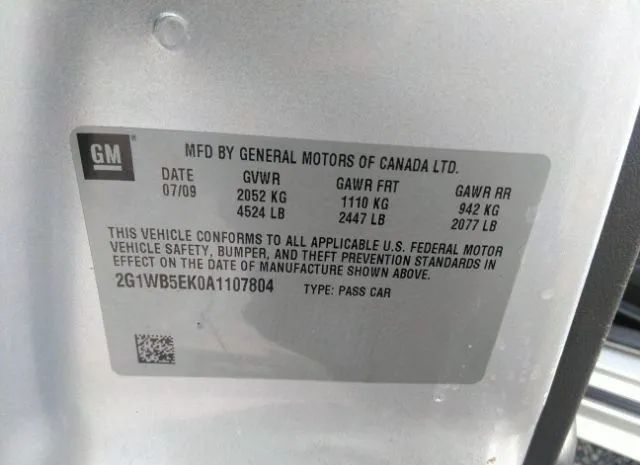 GM
MFD BY GENERAL MOTORS OF CANADA LTD.
DATE GVWR GAWR FRT GAWR RR
07/09 2052 KG 1110 KG 942 KG
4524 LB 2447 LB 2077 LB
THIS VEHICLE CONFORMS TO ALL APPLICABLE U.S. FEDERAL MOTOR
VEHICLE SAFETY, BUMPER, AND THEFT PREVENTION STANDARDS IN
EFFECT ON THE DATE OF MANUFACTURE SHOWN ABOVE.
2G1WB5EK0A1107804 TYPE: PASS CAR